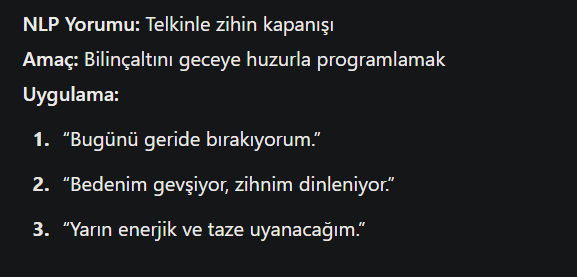 NLP Yorumu: Telkinle zihin kapanışı
Amaç: Bilinçaltını geceye huzurla programlamak
Uygulama:
1. “Bugünü geride bırakıyorum.”
2. “Bedenim gevşiyor, zihnim dinleniyor.”
3. “Yarın enerjik ve taze uyanacağım.”